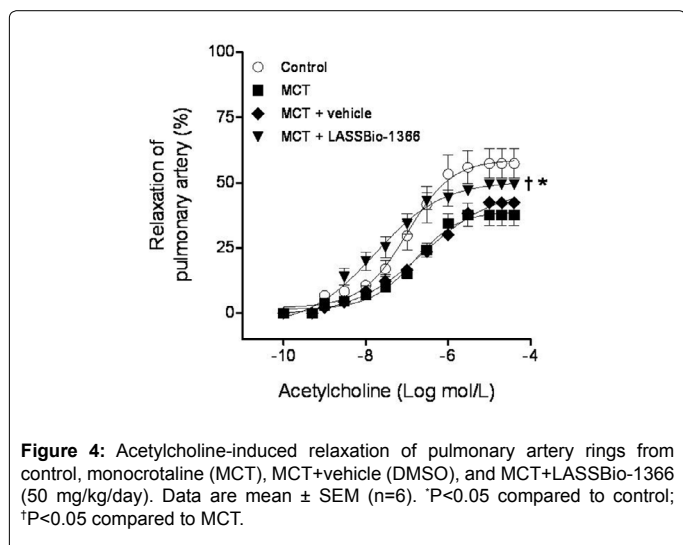 100
75
50
25
0
Relaxation of
pulmonary artery (%)
Control
MCT
MCT + vehicle
MCT + LASSBio-1366
† *
-10
-8
-6
-4
Acetylcholine (Log mol/L)
Figure 4: Acetylcholine-induced relaxation of pulmonary artery rings from
control, monocrotaline (MCT), MCT+vehicle (DMSO), and MCT+LASSBio-1366
(50 mg/kg/day). Data are mean ± SEM (n=6). *P<0.05 compared to control;
†P<0.05 compared to MCT.